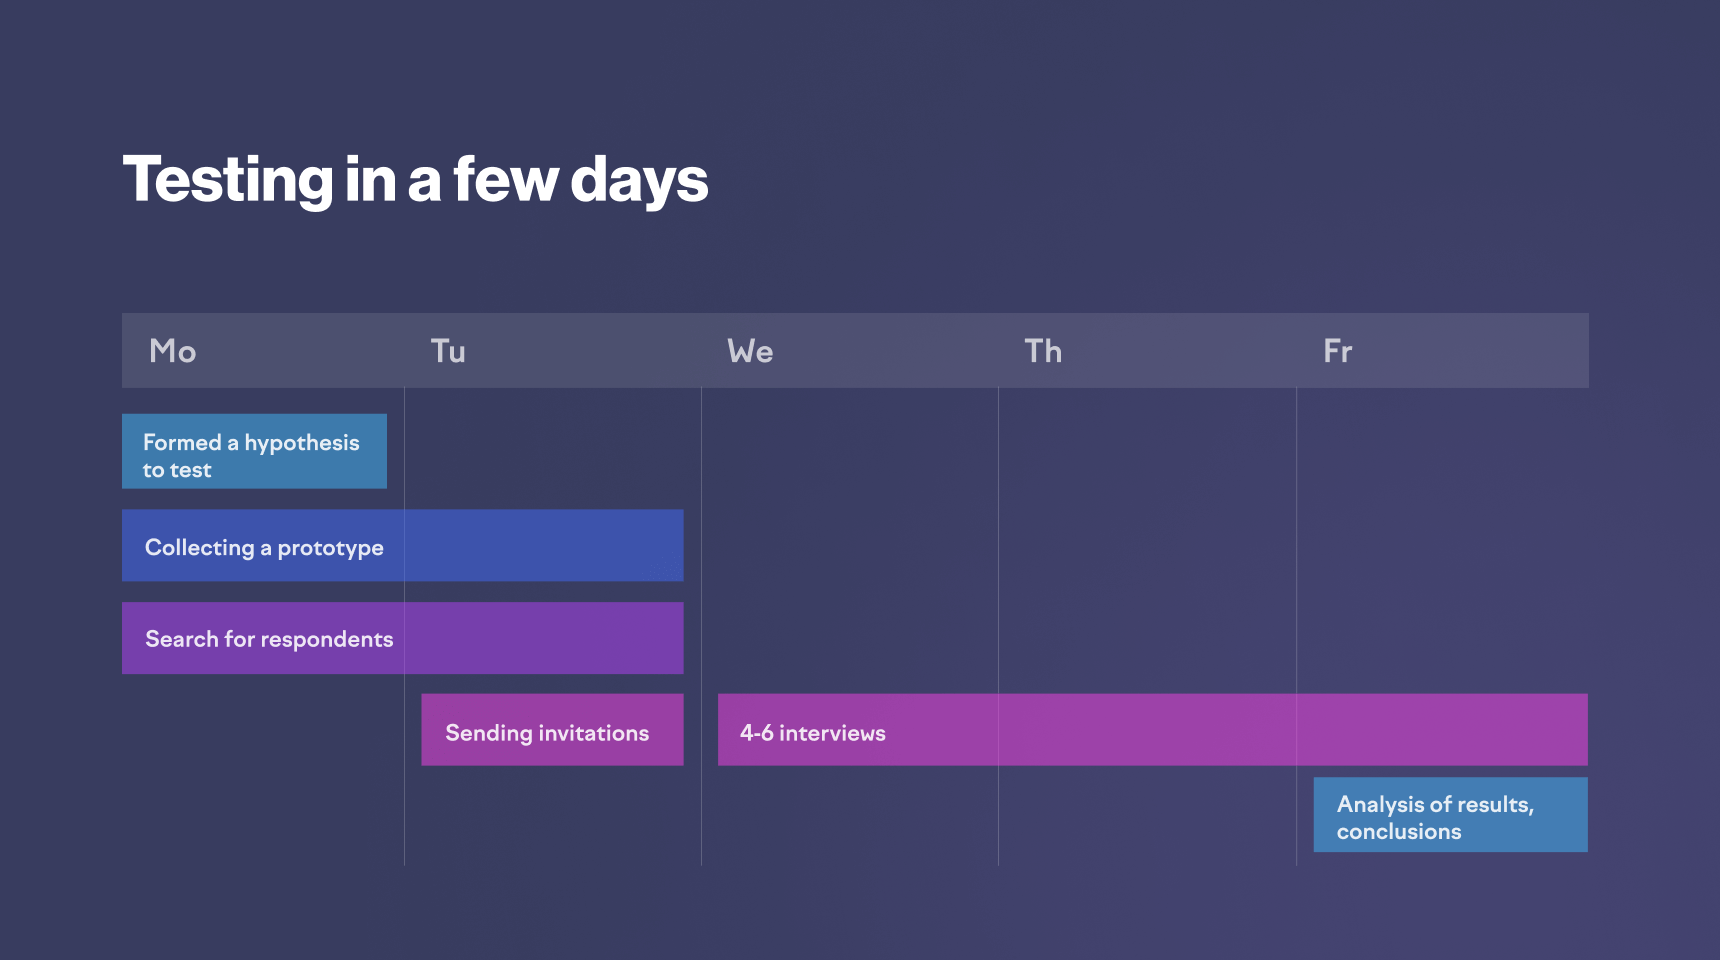 Testing in a few days
Mo Tu We Th Fr
Formed a hypothesis
to test
Collecting a prototype
Search for respondents
Sending invitations 4-6 interviews
Analysis of results,
conclusions